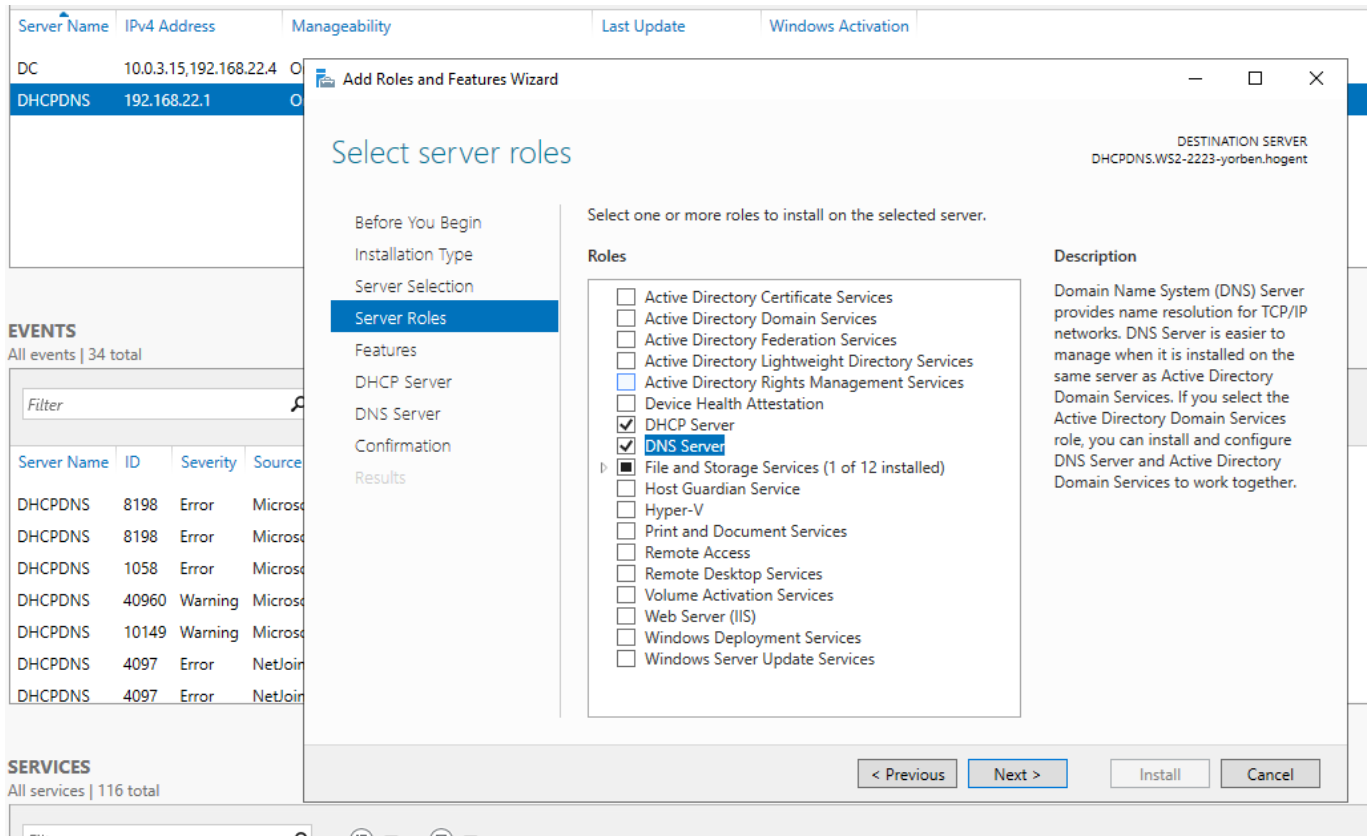 Server Name IPv4 Address Manageability Last Update Windows Activation
DC 10.0.3.15,192.168.22.4
DHCPDNS 192.168.22.1
Add Roles and Features Wizard
Select server roles
DESTINATION SERVER
DHCPDNS.WS2-2223-yorben.hogent
Before You Begin
Installation Type
Server Selection
Server Roles
Features
DHCP Server
DNS Server
Confirmation
Results
Select one or more roles to install on the selected server.
Roles
Active Directory Certificate Services
Active Directory Domain Services
Active Directory Federation Services
Active Directory Lightweight Directory Services
Active Directory Rights Management Services
Device Health Attestation
DHCP Server
DNS Server
File and Storage Services (1 of 12 installed)
Host Guardian Service
Hyper-V
Print and Document Services
Remote Access
Remote Desktop Services
Volume Activation Services
Web Server (IIS)
Windows Deployment Services
Windows Server Update Services
Description
Domain Name System (DNS) Server
provides name resolution for TCP/IP
networks. DNS Server is easier to
manage when it is installed on the
same server as Active Directory
Domain Services. If you select the
Active Directory Domain Services
role, you can install and configure
DNS Server and Active Directory
Domain Services to work together.
< Previous Next > Install Cancel
EVENTS
All events | 34 total
Filter
Server Name ID Severity Source
DHCPDNS 8198 Error Microso
DHCPDNS 8198 Error Microso
DHCPDNS 1058 Error Microso
DHCPDNS 40960 Warning Microso
DHCPDNS 10149 Warning Microso
DHCPDNS 4097 Error NetJoin
DHCPDNS 4097 Error NetJoin
SERVICES
All services | 116 total